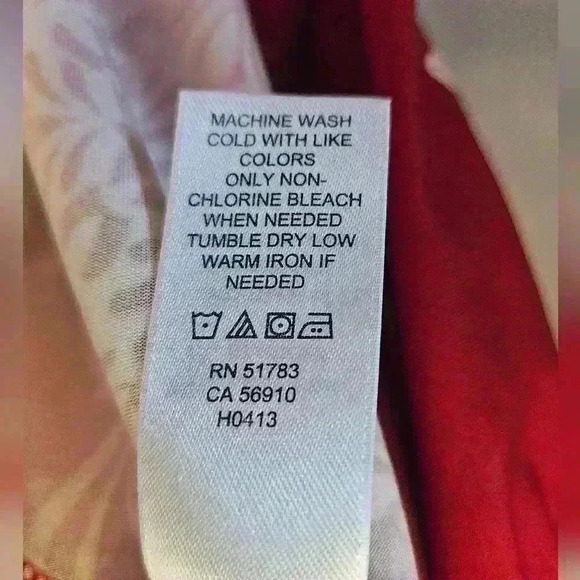 MACHINE WASH
COLD WITH LIKE
COLORS
ONLY NON-
CHLORINE BLEACH
WHEN NEEDED
TUMBLE DRY LOW
WARM IRON IF
NEEDED
RN 51783
CA 56910
H0413